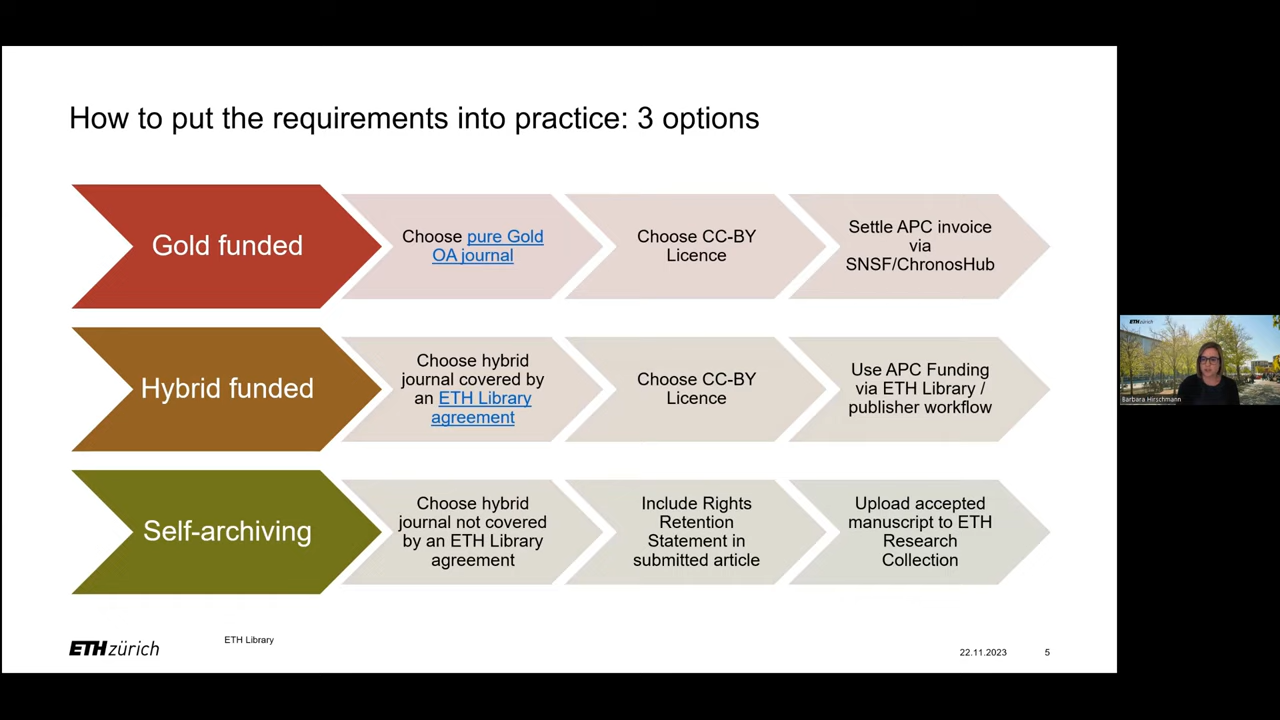 How to put the requirements into practice: 3 options
Gold funded
Choose pure Gold
OA journal
Choose CC-BY
Licence
Settle APC invoice
via
SNSF/ChronosHub
Hybrid funded
Choose hybrid
journal covered by
an ETH Library
agreement
Choose CC-BY
Licence
Use APC Funding
via ETH Library /
publisher workflow
Self-archiving
Choose hybrid
journal not covered
by an ETH Library
agreement
Include Rights
Retention
Statement in
submitted article
Upload accepted
manuscript to ETH
Research
Collection
ETH zürich
ETH Library
22.11.2023
5
ETH zürich
Barbara Hirschmann